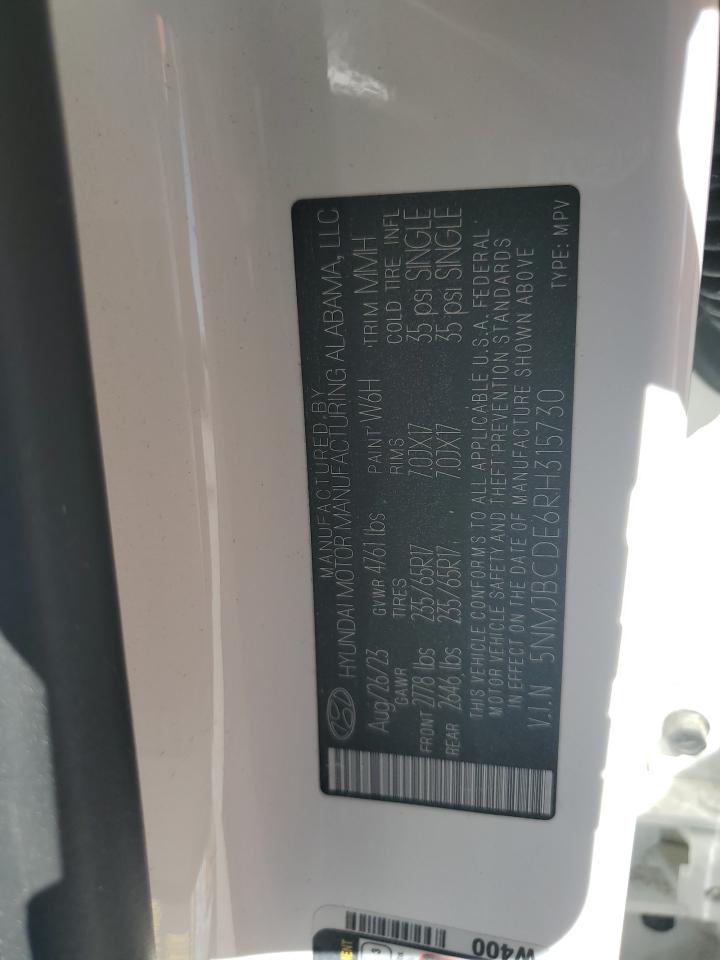 MANUFACTURED BY
HYUNDAI MOTOR MANUFACTURING ALABAMA, LLC
Aug/26/23 GVWR 4761 lbs PAINT W6H TRIM MMH
GAWR TIRES RIMS COLD TIRE INFL
FRONT 2778 lbs 235/65R17 7.0JX17 35 psi SINGLE
REAR 2646 lbs 235/65R17 7.0JX17 35 psi SINGLE
THIS VEHICLE CONFORMS TO ALL APPLICABLE U.S.A. FEDERAL
MOTOR VEHICLE SAFETY AND THEFT PREVENTION STANDARDS
IN EFFECT ON THE DATE OF MANUFACTURE SHOWN ABOVE
V.I.N 5NMJBCDE6RH315730 TYPE: MPV
W400